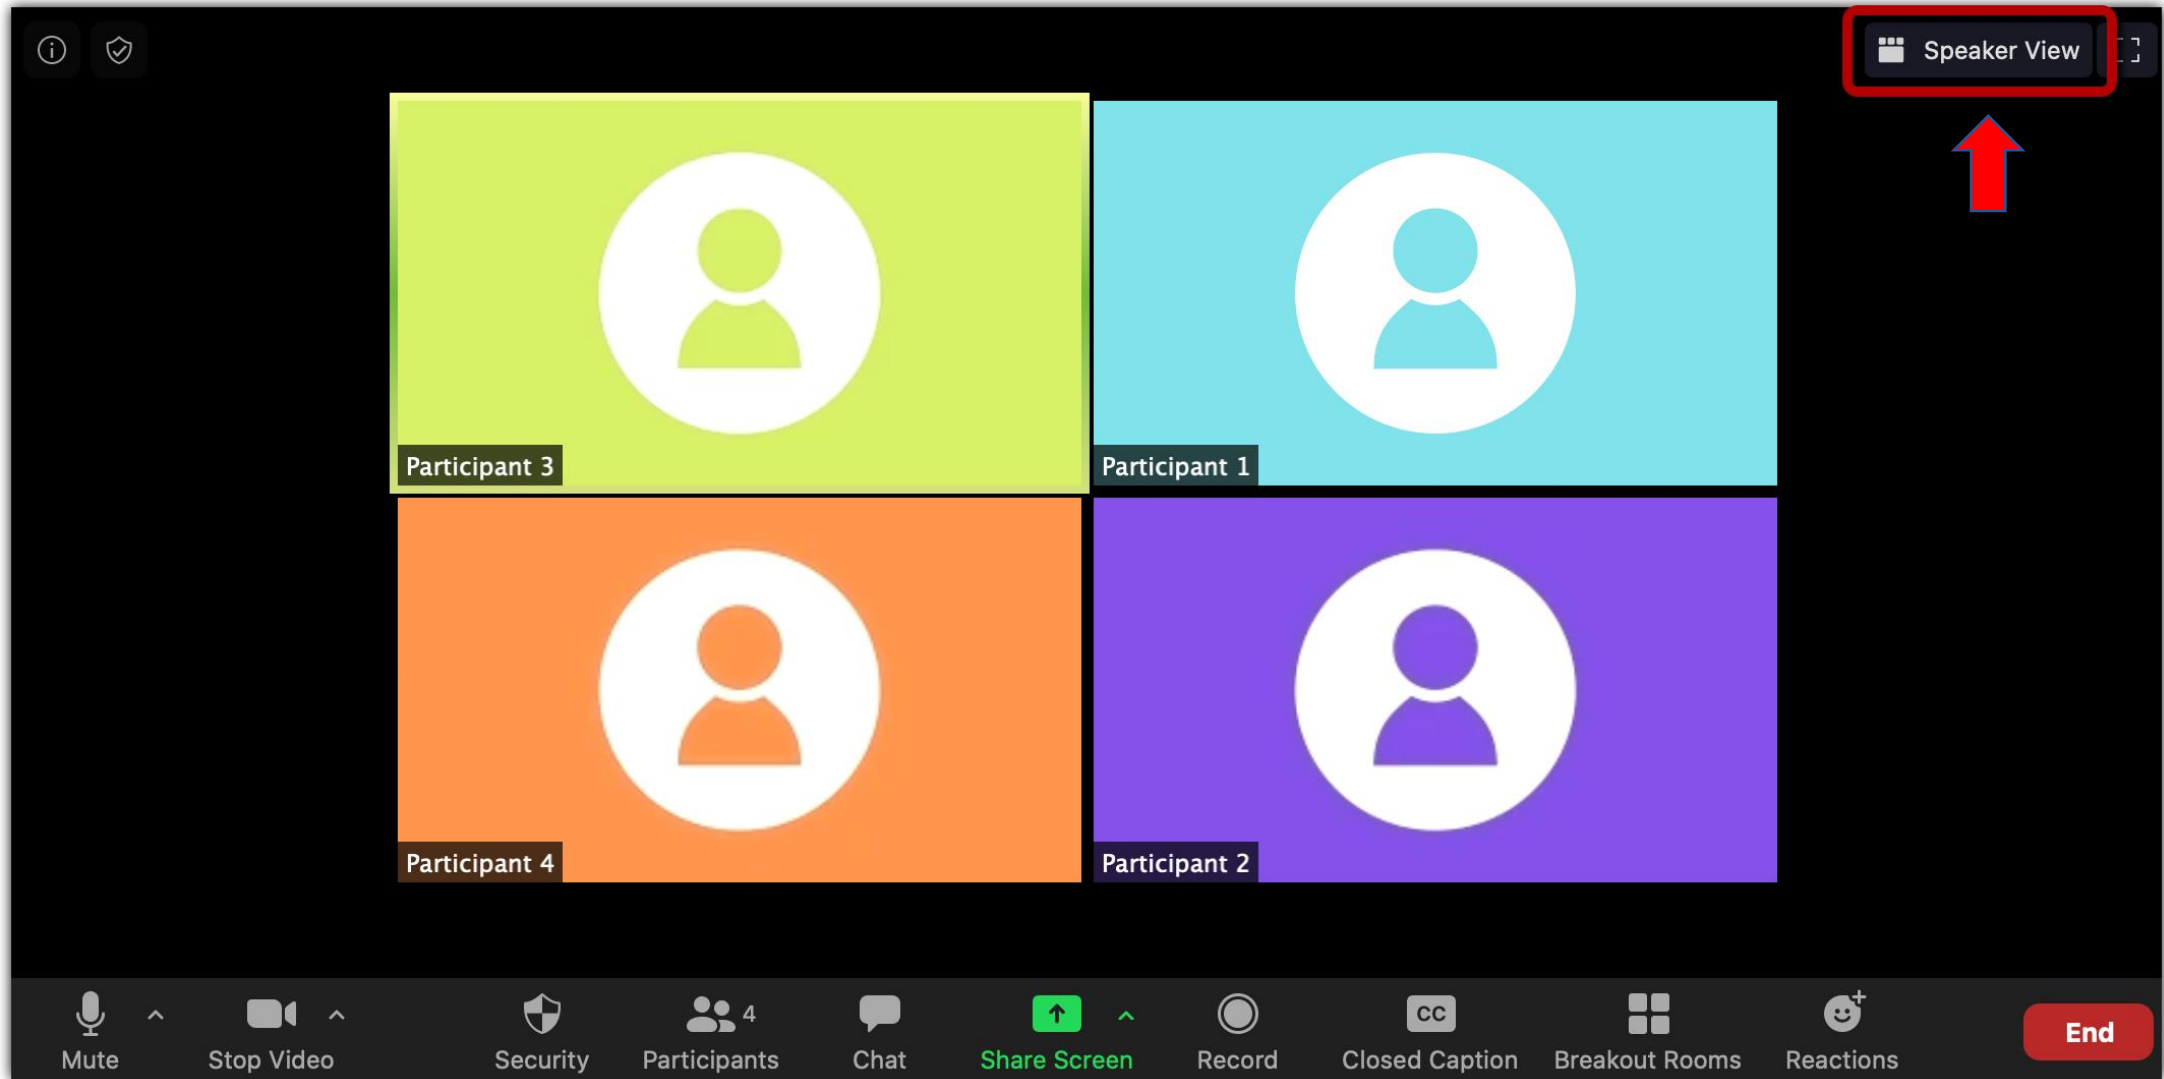 Speaker View
Participant 3
Participant 1
Participant 4
Participant 2
4
CC
Mute
Stop Video
Security
Participants
Chat
Share Screen
Record
Closed Caption
Breakout Rooms
Reactions
End